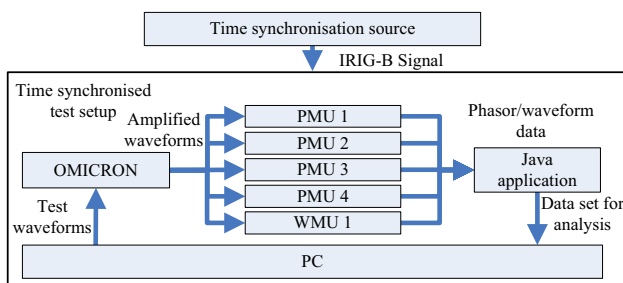 Time synchronisation source
IRIG-B Signal
Time synchronised
test setup
Amplified
waveforms
PMU 1
PMU 2
PMU 3
PMU 4
WMU 1
Phasor/waveform
data
OMICRON
Java
application
Test
waveforms
Data set for
analysis
PC